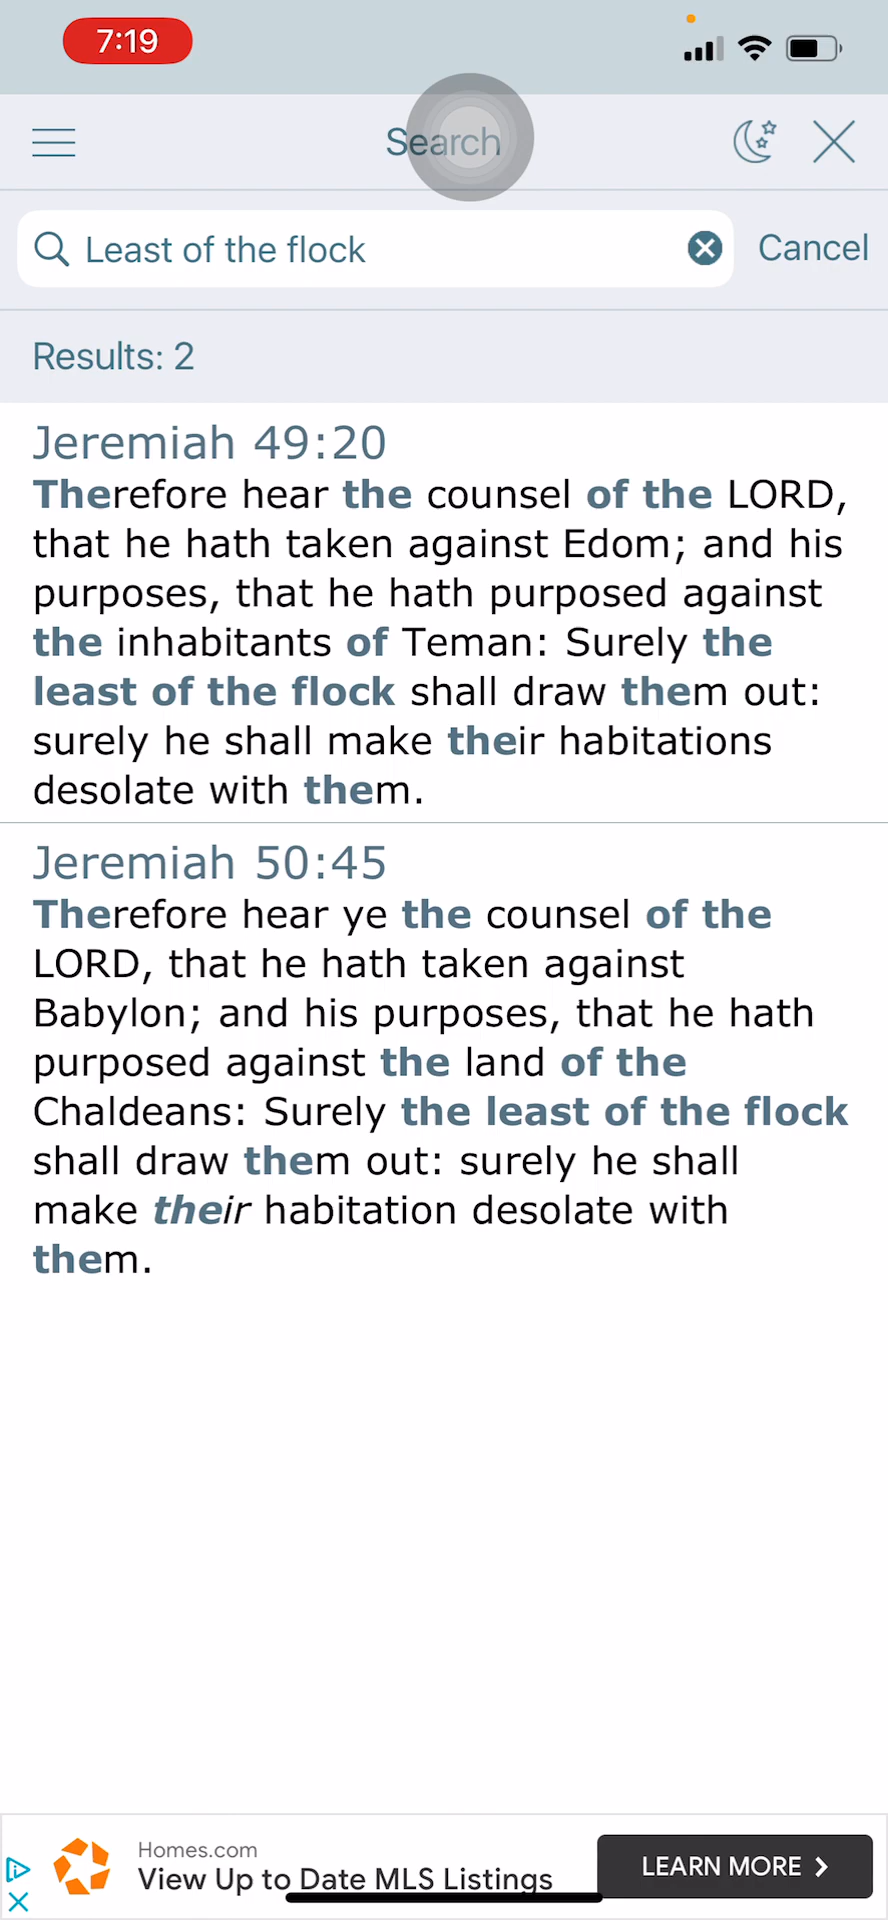 7:19
Search
Least of the flock
Cancel
Results: 2
Jeremiah 49:20
Therefore hear the counsel of the LORD,
that he hath taken against Edom; and his
purposes, that he hath purposed against
the inhabitants of Teman: Surely the
least of the flock shall draw them out:
surely he shall make their habitations
desolate with them.
Jeremiah 50:45
Therefore hear ye the counsel of the
LORD, that he hath taken against
Babylon; and his purposes, that he hath
purposed against the land of the
Chaldeans: Surely the least of the flock
shall draw them out: surely he shall
make their habitation desolate with
them.
Homes.com
View Up to Date MLS Listings
LEARN MORE